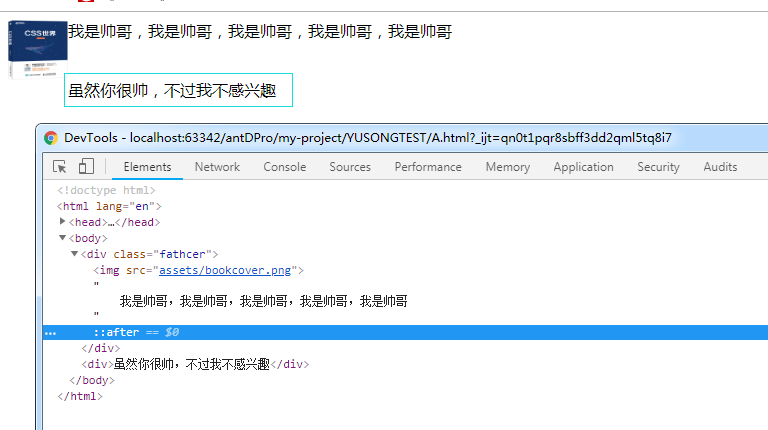 CSS世界
我是帅哥，我是帅哥，我是帅哥，我是帅哥，我是帅哥
虽然你很帅，不过我不感兴趣
DevTools - localhost:63342/antDPro/my-project/YUSONGTEST/A.html?_ijt=qn0t1pqr8sbff3dd2qml5tq8i7
Elements Network Console Sources Performance Memory Application Security Audits
<!doctype html>
<html lang="en">
<head>…</head>
<body>
<div class="fathcer">
<img src="assets/bookcover.png">
"
我是帅哥，我是帅哥，我是帅哥，我是帅哥，我是帅哥
"
... ::after == $0
</div>
<div>虽然你很帅，不过我不感兴趣</div>
</body>
</html>